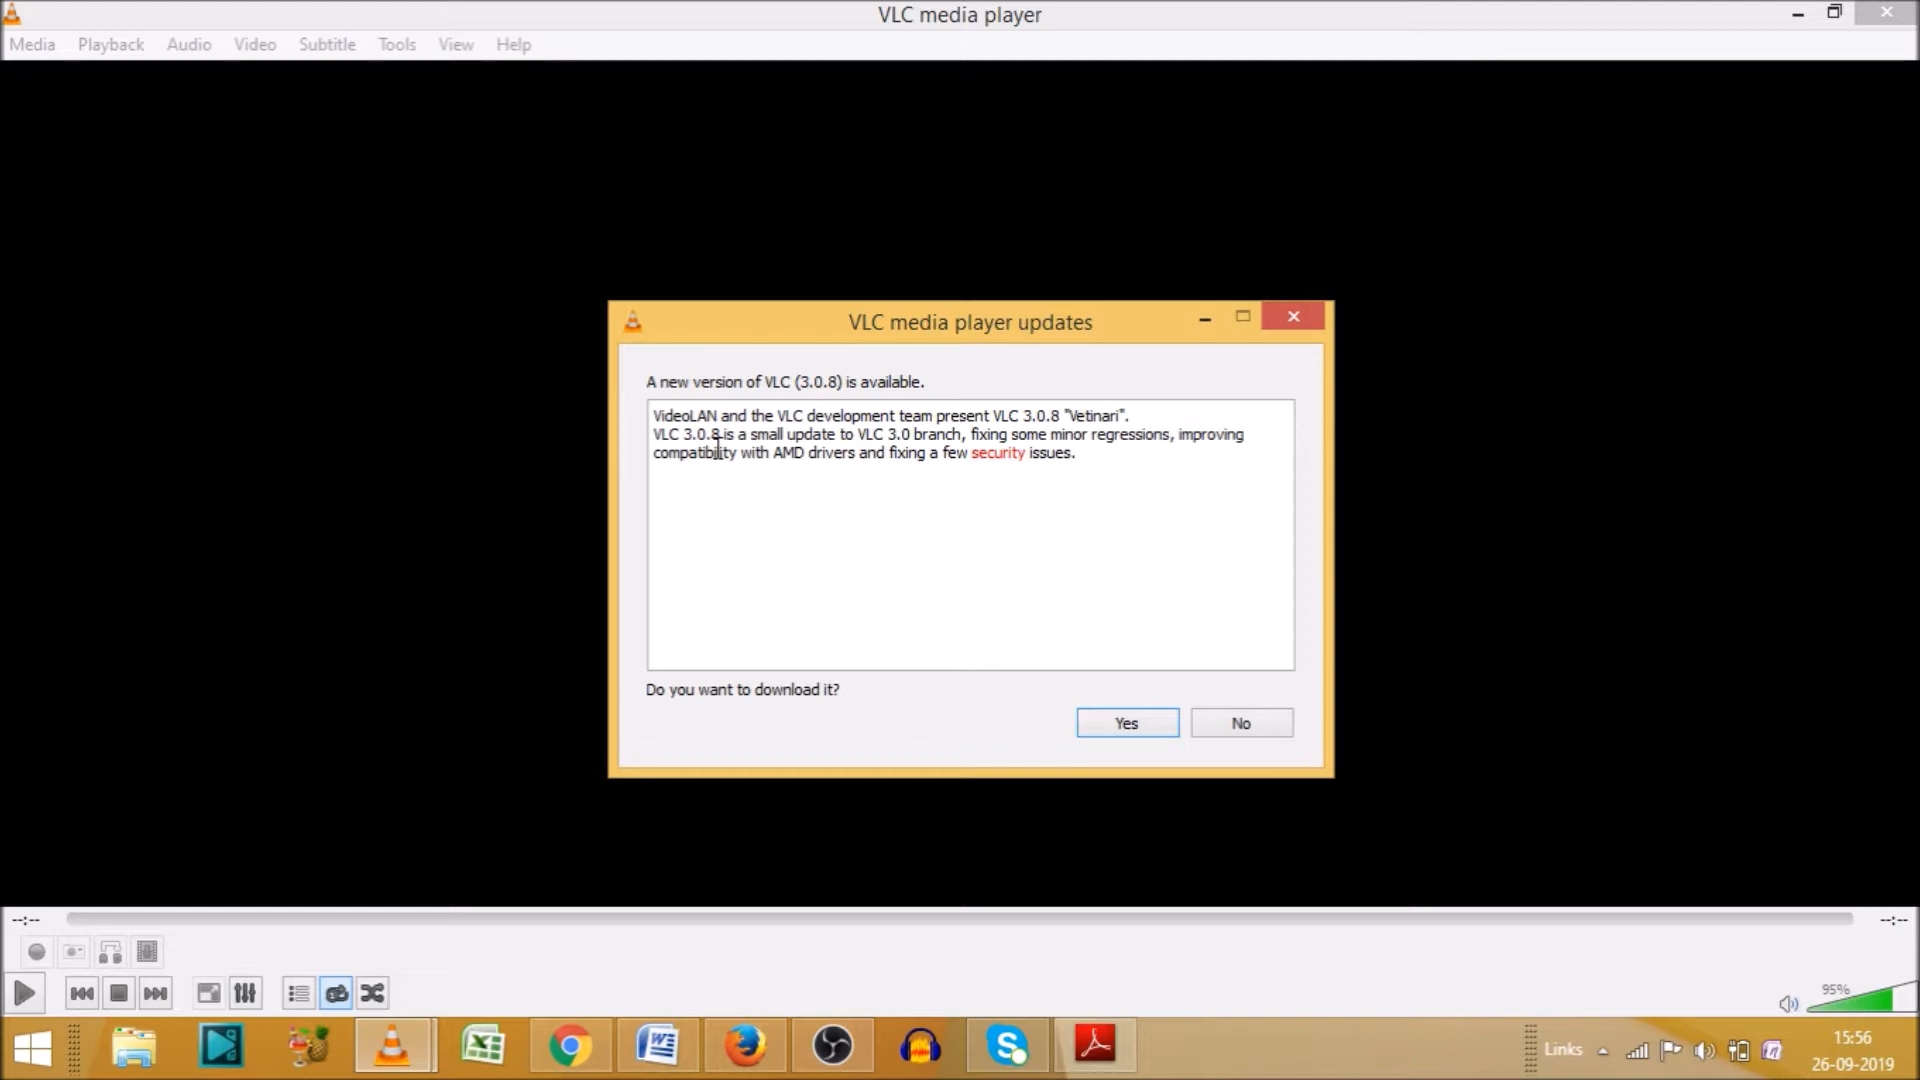 VLC media player
Media Playback Audio Video Subtitle Tools View Help
VLC media player updates
A new version of VLC (3.0.8) is available.
VideoLAN and the VLC development team present VLC 3.0.8 "Vetinari".
VLC 3.0.8 is a small update to VLC 3.0 branch, fixing some minor regressions, improving
compatibility with AMD drivers and fixing a few security issues.
Do you want to download it?
Yes No
--:-- --:--
95%
Links
15:56
26-09-2019